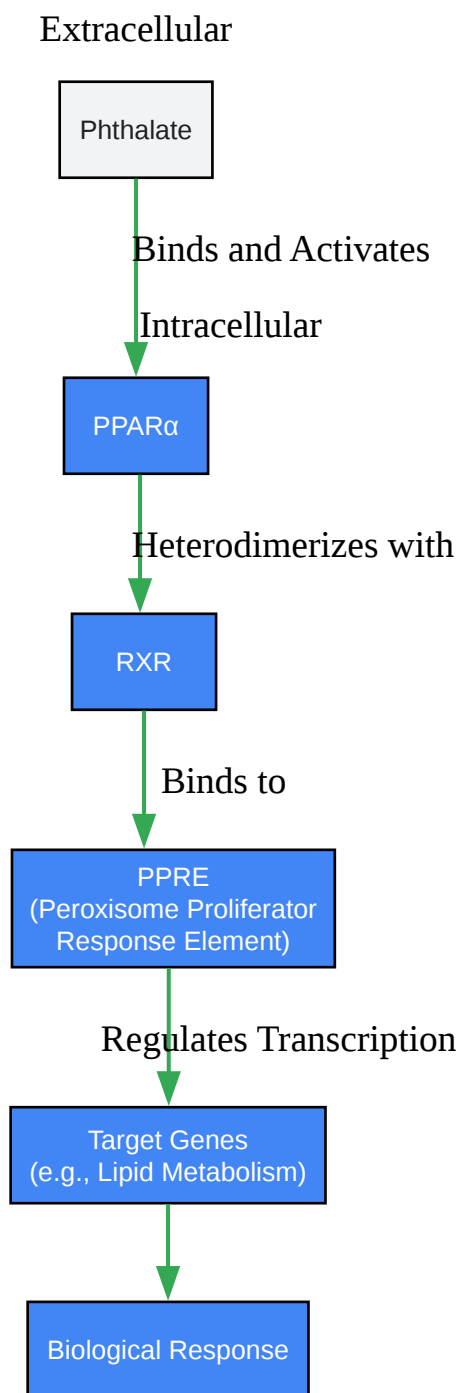 Extracellular
Phthalate
Binds and Activates
Intracellular
PPARα
Heterodimerizes with
RXR
Binds to
PPRE
(Peroxisome Proliferator
Response Element)
Regulates Transcription
Target Genes
(e.g., Lipid Metabolism)
Biological Response